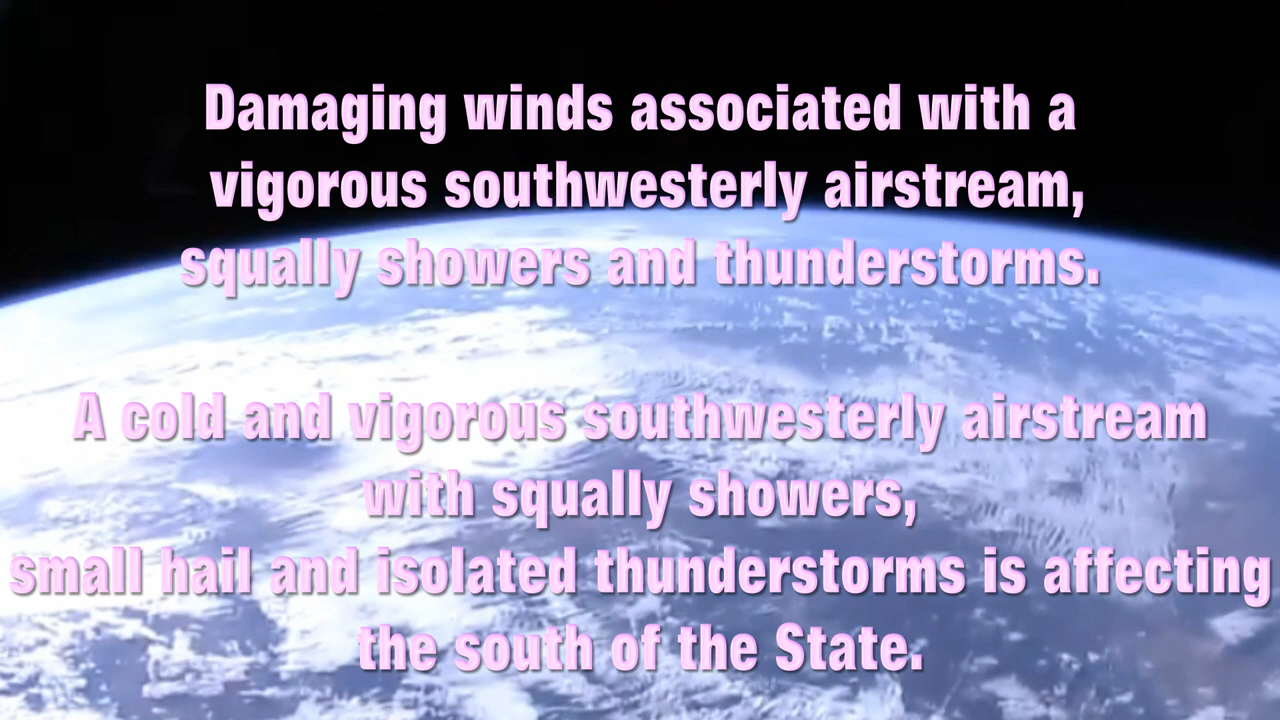 Damaging winds associated with a
vigorous southwesterly airstream,
squally showers and thunderstorms.
A cold and vigorous southwesterly airstream
with squally showers,
small hail and isolated thunderstorms is affecting
the south of the State.